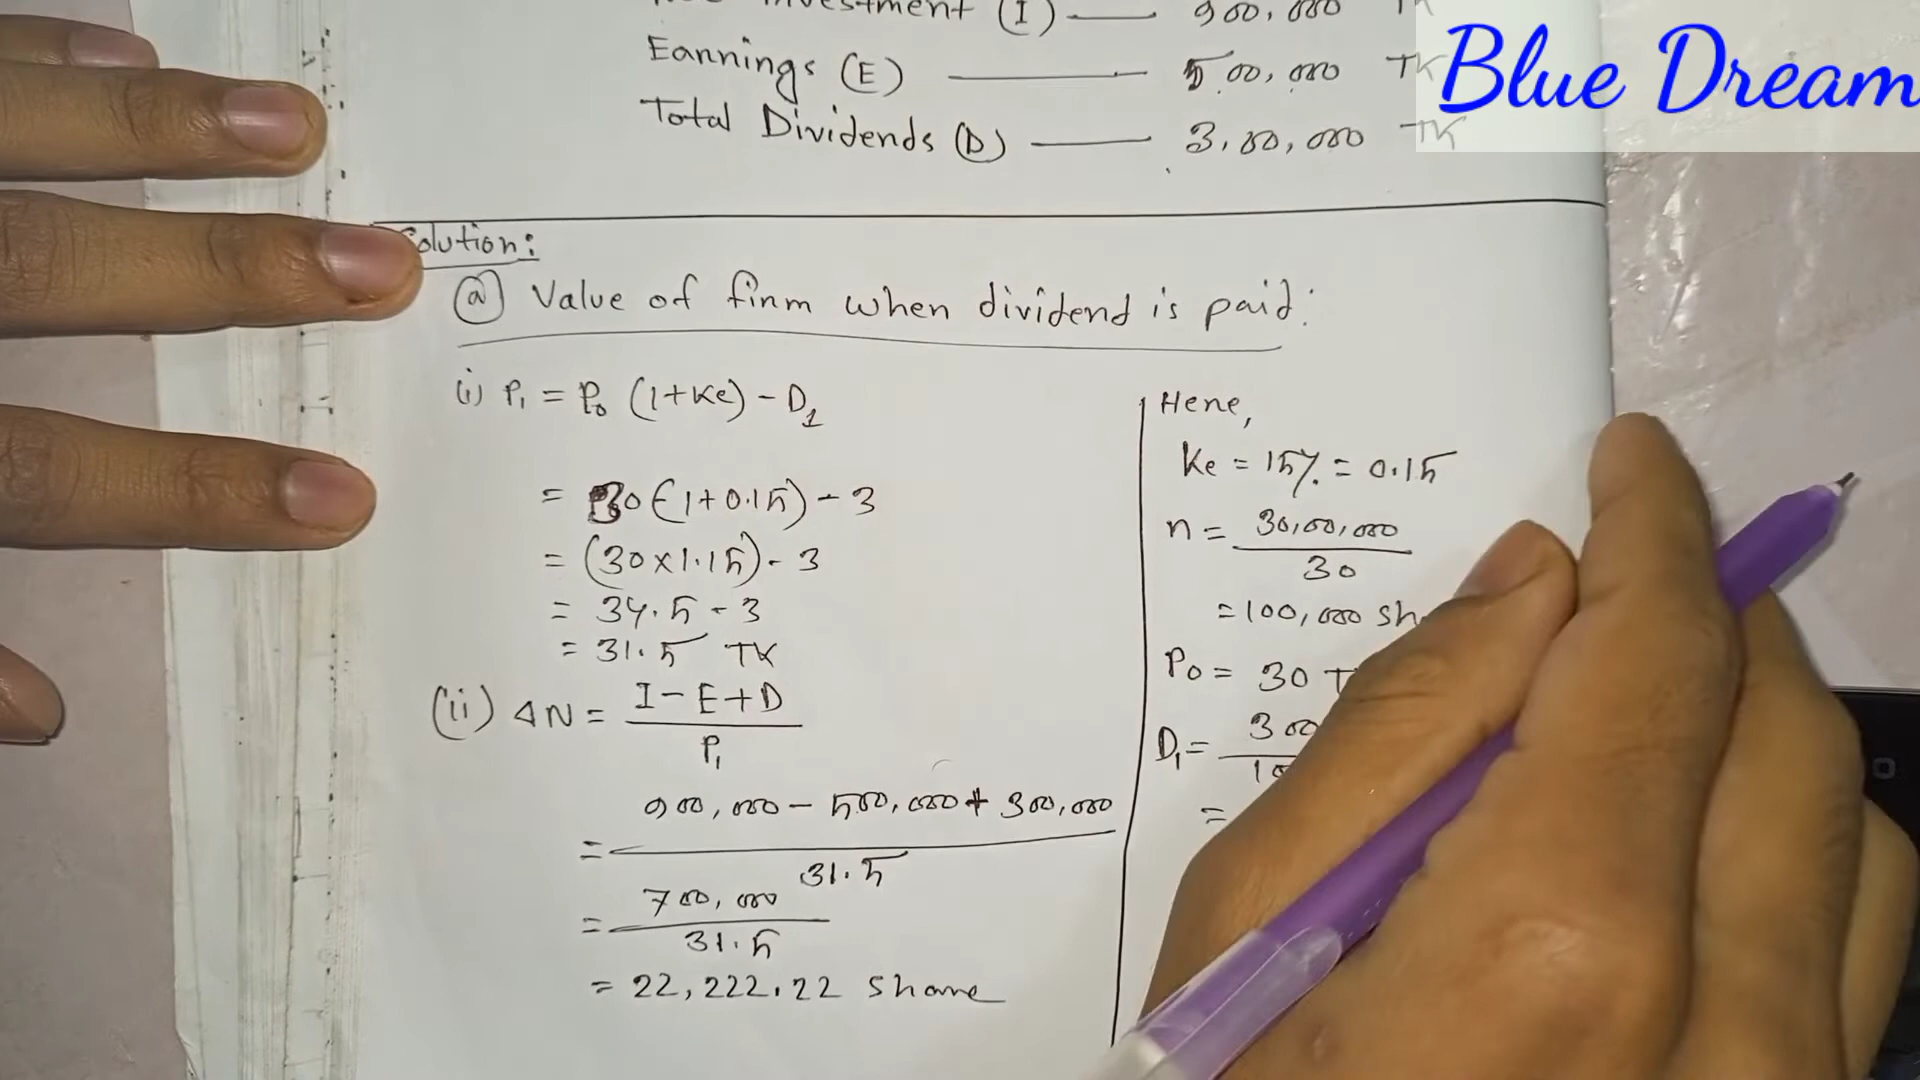 Investment (I) — 900,000
Earnings (E) — 500,000 TK
Total Dividends (D) — 3,00,000 TK
Blue Dream
Solution:
(a) Value of firm when dividend is paid:
(i) P₁ = P₀ (1+Ke) - D₁
= 30 (1+0.15) - 3
= (30×1.15) - 3
= 34.5 - 3
= 31.5 TK
(ii) ΔN = I - E + D / P₁
= 900,000 - 500,000 + 300,000 / 31.5
= 700,000 / 31.5
= 22,222.22 share
Here,
Ke = 15% = 0.15
n = 30,00,000 / 30
= 100,000 sh
P₀ = 30 T
D₁ = 300 / 10
=